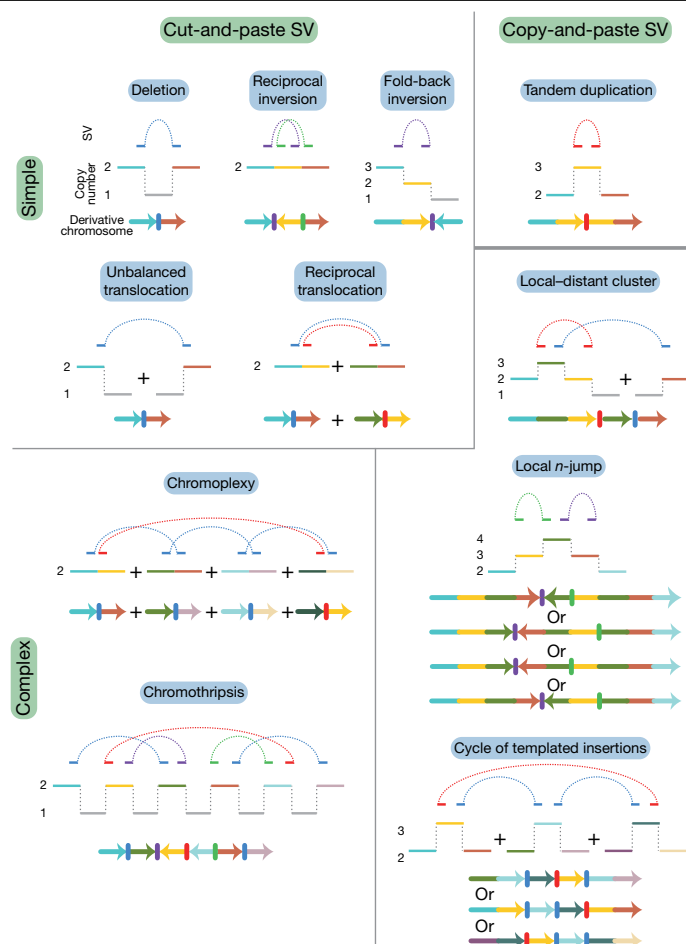 Cut-and-paste SV
Copy-and-paste SV
Simple
Deletion
Reciprocal
inversion
Fold-back
inversion
Tandem duplication
SV
Copy
number
2
1
2
3
2
1
3
2
Derivative
chromosome
Unbalanced
translocation
Reciprocal
translocation
Local–distant cluster
2
1
+
2
+
+
3
2
1
+
Complex
Chromoplexy
2
+
+
+
+
+
+
Chromothripsis
2
1
Local n-jump
4
3
2
Or
Or
Or
Cycle of templated insertions
3
2
+
+
Or
Or